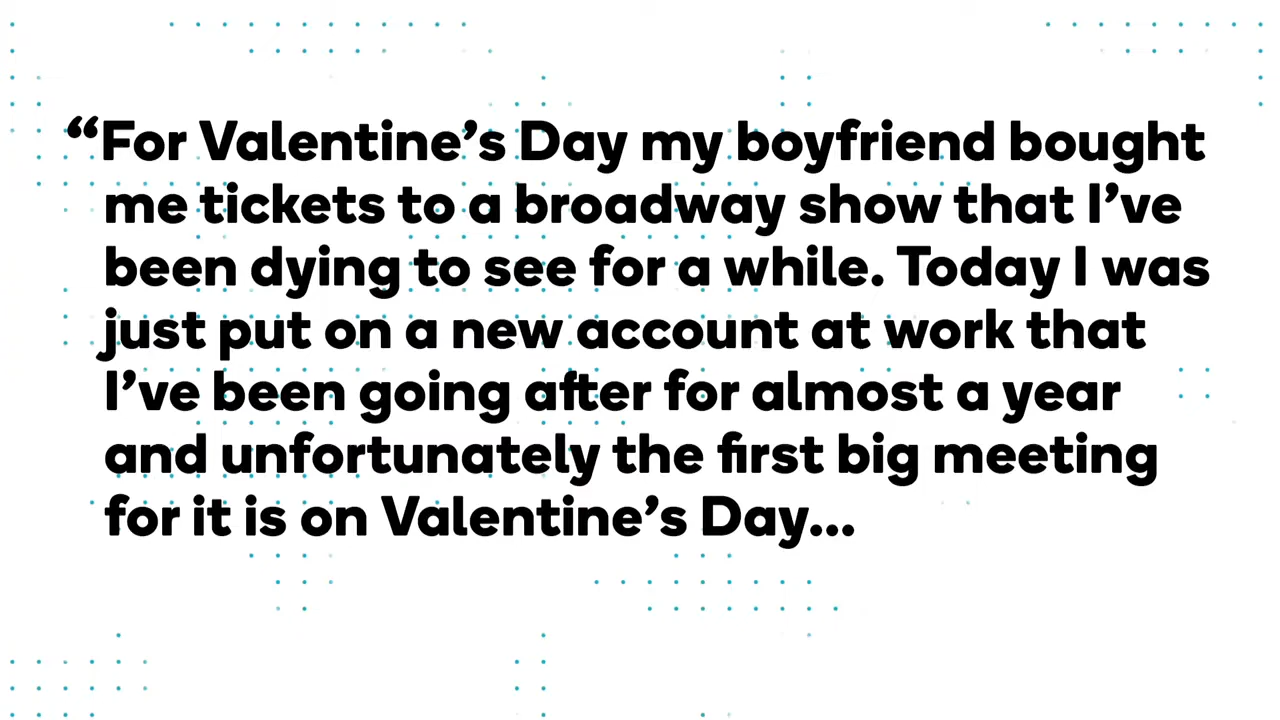 “For Valentine’s Day my boyfriend bought
me tickets to a broadway show that I’ve
been dying to see for a while. Today I was
just put on a new account at work that
I’ve been going after for almost a year
and unfortunately the first big meeting
for it is on Valentine’s Day...